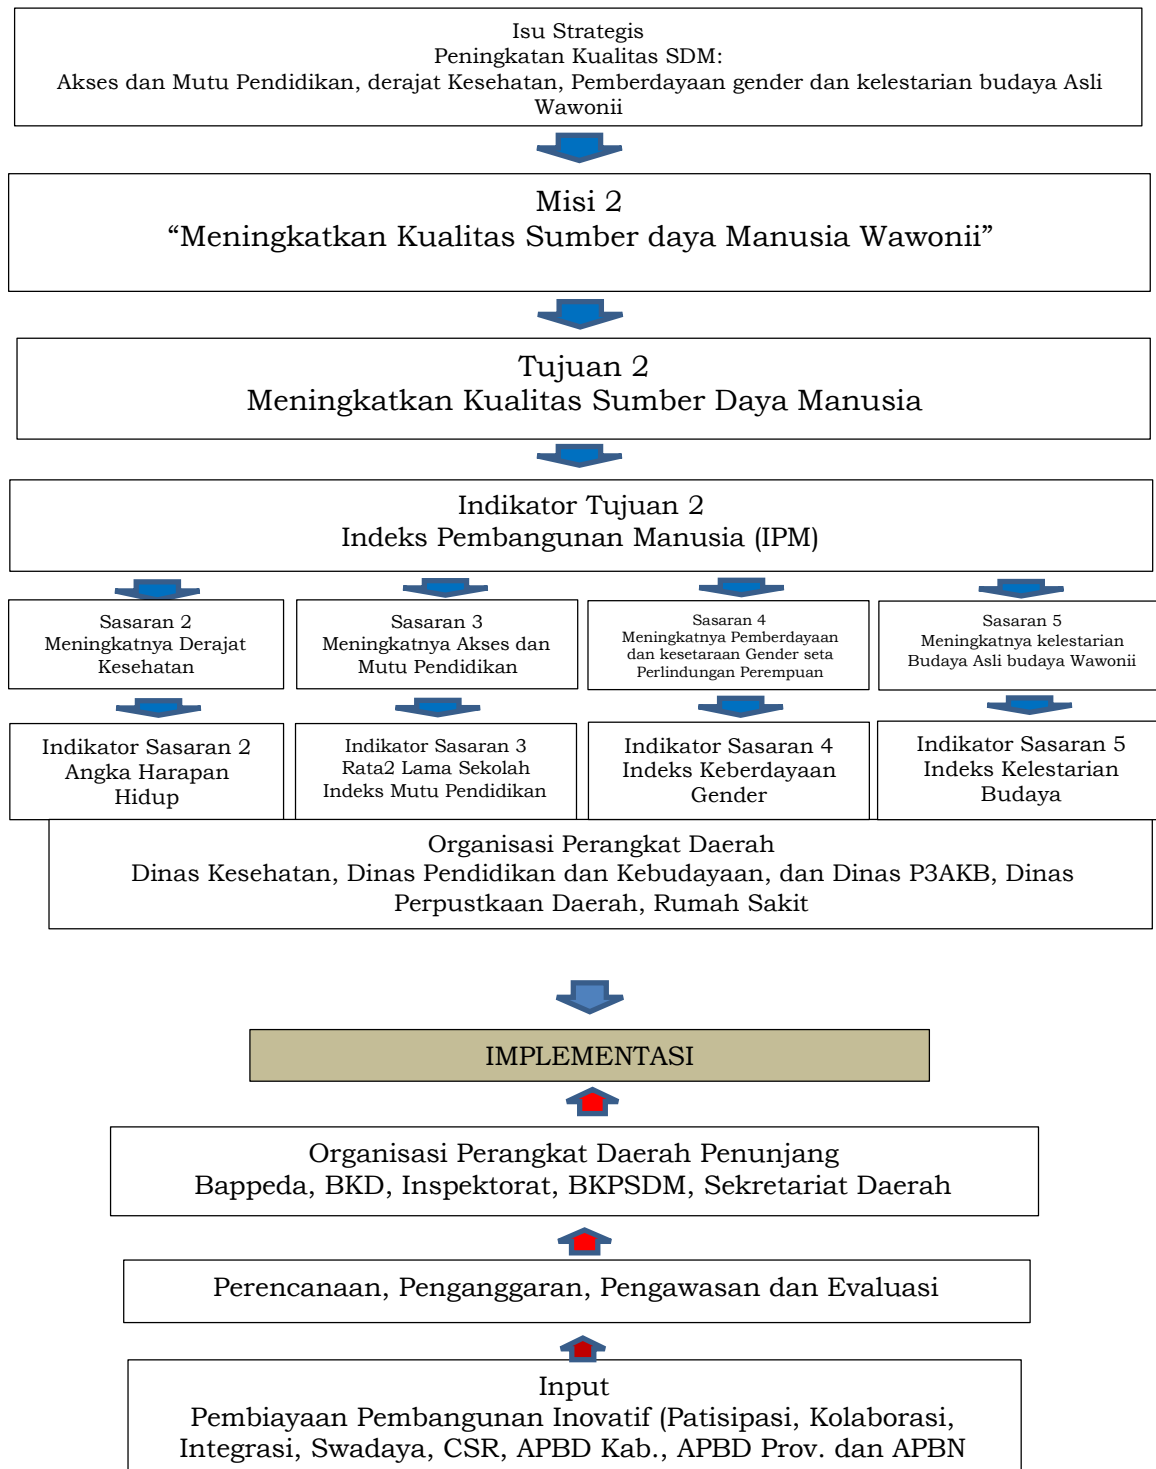 Isu Strategis
Peningkatan Kualitas SDM:
Akses dan Mutu Pendidikan, derajat Kesehatan, Pemberdayaan gender dan kelestarian budaya Asli
Wawonii
Misi 2
“Meningkatkan Kualitas Sumber daya Manusia Wawonii”
Tujuan 2
Meningkatkan Kualitas Sumber Daya Manusia
Indikator Tujuan 2
Indeks Pembangunan Manusia (IPM)
Sasaran 2
Meningkatnya Derajat
Kesehatan
Sasaran 3
Meningkatnya Akses dan
Mutu Pendidikan
Sasaran 4
Meningkatnya Pemberdayaan
dan kesetaraan Gender seta
Perlindungan Perempuan
Sasaran 5
Meningkatnya kelestarian
Budaya Asli budaya Wawonii
Indikator Sasaran 2
Angka Harapan
Hidup
Indikator Sasaran 3
Rata2 Lama Sekolah
Indeks Mutu Pendidikan
Indikator Sasaran 4
Indeks Keberdayaan
Gender
Indikator Sasaran 5
Indeks Kelestarian
Budaya
Organisasi Perangkat Daerah
Dinas Kesehatan, Dinas Pendidikan dan Kebudayaan, dan Dinas P3AKB, Dinas
Perpustkaan Daerah, Rumah Sakit
IMPLEMENTASI
Organisasi Perangkat Daerah Penunjang
Bappeda, BKD, Inspektorat, BKPSDM, Sekretariat Daerah
Perencanaan, Penganggaran, Pengawasan dan Evaluasi
Input
Pembiayaan Pembangunan Inovatif (Patisipasi, Kolaborasi,
Integrasi, Swadaya, CSR, APBD Kab., APBD Prov. dan APBN